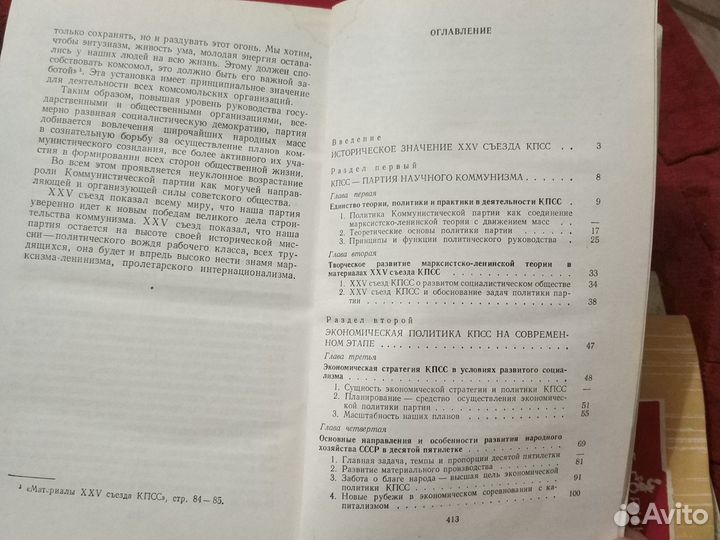 только сохранять, но и раздувать этот огонь. Мы хотим,
чтобы энтузиазм, живость ума, молодая энергия остава-
лись у наших людей на всю жизнь. Этому должен спо-
собствовать комсомол, это должно быть его важной за-
ботой»¹. Эта установка имеет принципиальное значение
для деятельности всех комсомольских организаций.
Таким образом, повышая уровень руководства госу-
дарственными и общественными организациями, все-
мерно развивая социалистическую демократию, партия
добивается вовлечения широчайших народных масс
в сознательную борьбу за осуществление планов ком-
мунистического созидания, все более активного их уча-
стия в формировании всех сторон общественной жизни.
Во всем этом проявляется неуклонное возрастание
роли Коммунистической партии как могучей направ-
ляющей и организующей силы советского общества.
XXV съезд показал всему миру, что наша партия
уверенно идет к новым победам великого дела строи-
тельства коммунизма. XXV съезд показал, что наша
партия остается на высоте своей исторической мис-
сии—политического вождя рабочего класса, всех тру-
дящихся, она будет и впредь высоко нести знамя мар-
ксизма-ленинизма, пролетарского интернационализма.
¹ «Материалы XXV съезда КПСС», стр. 84—85.
ОГЛАВЛЕНИЕ
Введение
ИСТОРИЧЕСКОЕ ЗНАЧЕНИЕ XXV СЪЕЗДА КПСС . . 3
Раздел первый
КПСС — ПАРТИЯ НАУЧНОГО КОММУНИЗМА . . . . 8
Глава первая
Единство теории, политики и практики в деятельности КПСС . 9
1. Политика Коммунистической партии как соединение
марксистско-ленинской теории с движением масс . —
2. Теоретические основы политики партии . . . . 17
3. Принципы и функции политического руководства . 25
Глава вторая
Творческое развитие марксистско-ленинской теории в
материалах XXV съезда КПСС . . . . . . . 33
1. XXV съезд КПСС о развитом социалистическом обществе 34
2. XXV съезд КПСС и обоснование задач политики пар-
тии . . . . . . . . . . . . 38
Раздел второй
ЭКОНОМИЧЕСКАЯ ПОЛИТИКА КПСС НА СОВРЕМЕН-
НОМ ЭТАПЕ . . . . . . . . . . . 47
Глава третья
Экономическая стратегия КПСС в условиях развитого социа-
лизма . . . . . . . . . . . . 48
1. Сущность экономической стратегии и политики КПСС —
2. Планирование — средство осуществления экономиче-
ской политики партии . . . . . . . . 51
3. Масштабность наших планов . . . . . . 55
Глава четвертая
Основные направления и особенности развития народного
хозяйства СССР в десятой пятилетке . . . . . 69
1. Главная задача, темпы и пропорции десятой пятилетки —
2. Развитие материального производства . . . . 81
3. Забота о благе народа — высшая цель экономической
политики КПСС . . . . . . . . . 91
4. Новые рубежи в экономическом соревновании с ка-
питализмом . . . . . . . . . . 100
413
Avito